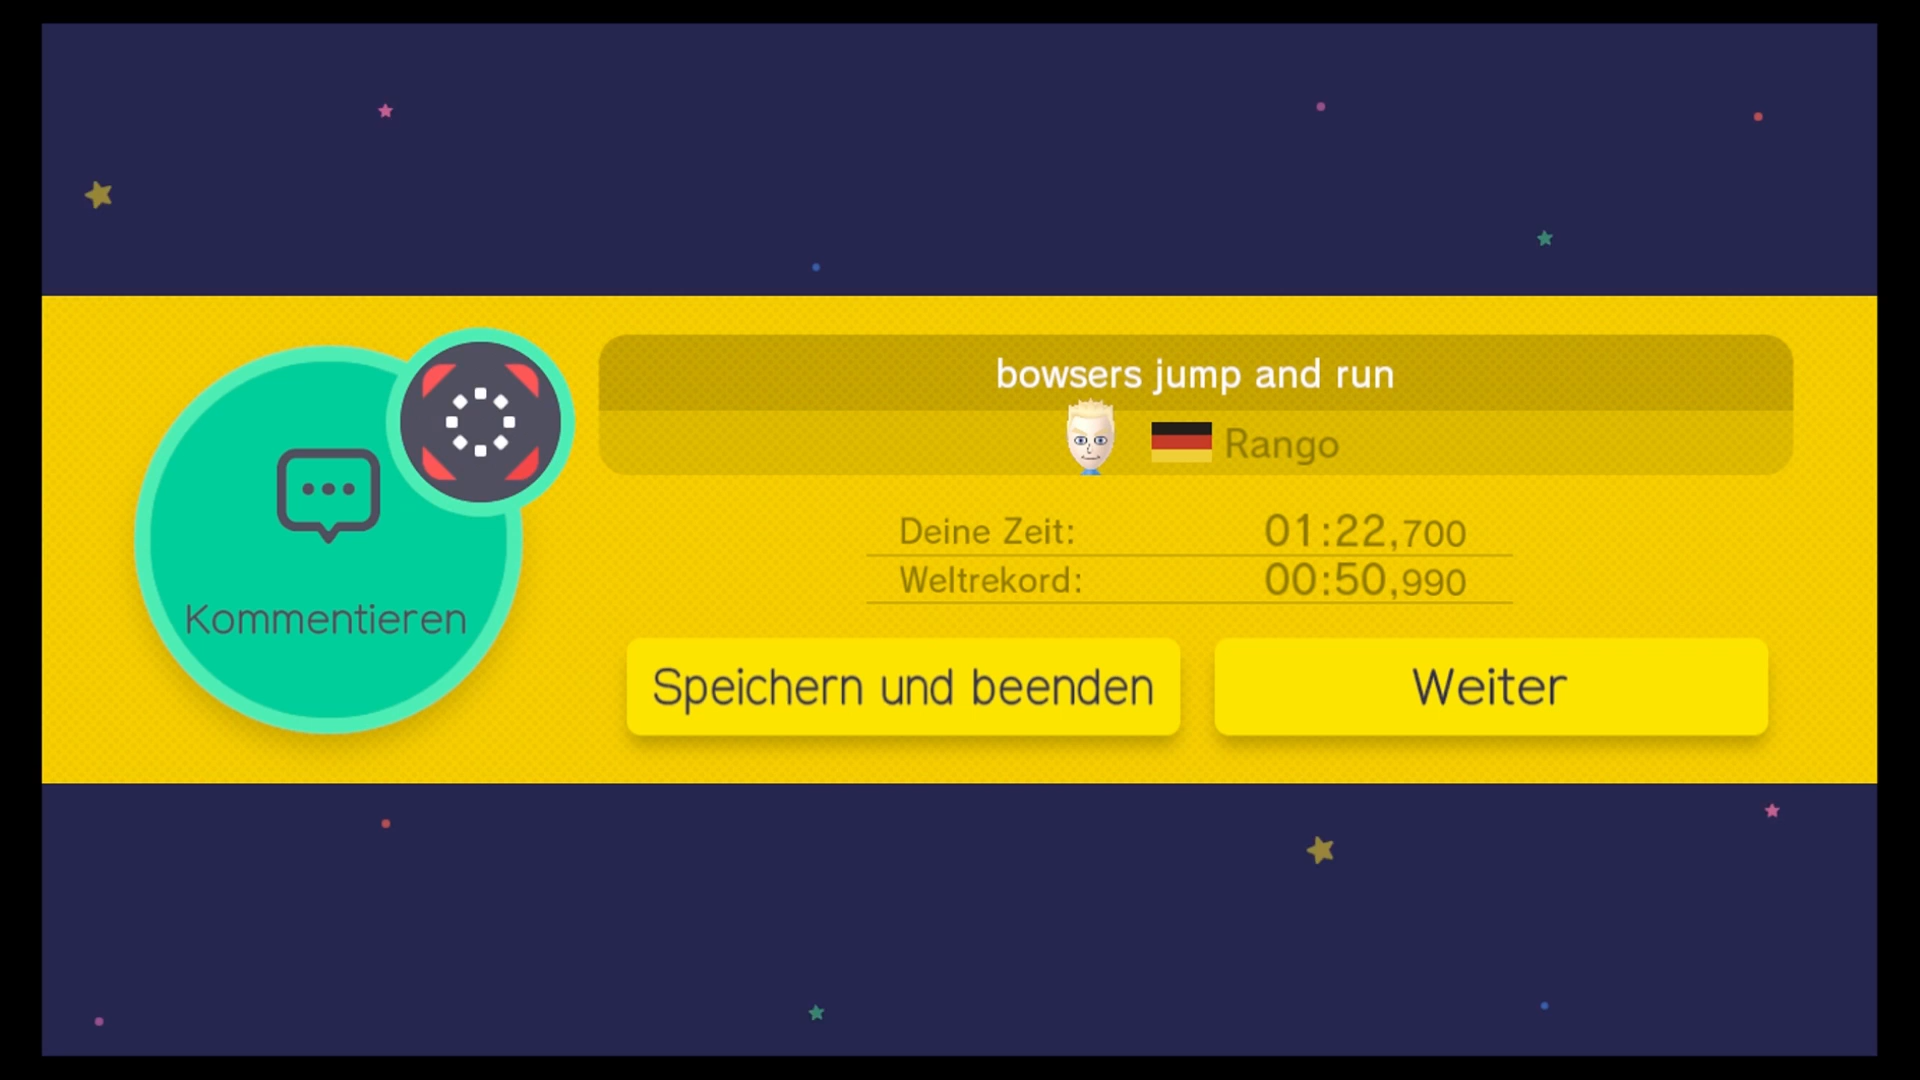 bowsers jump and run
Rango
Deine Zeit: 01:22,700
Weltrekord: 00:50,990
Kommentieren
Speichern und beenden
Weiter